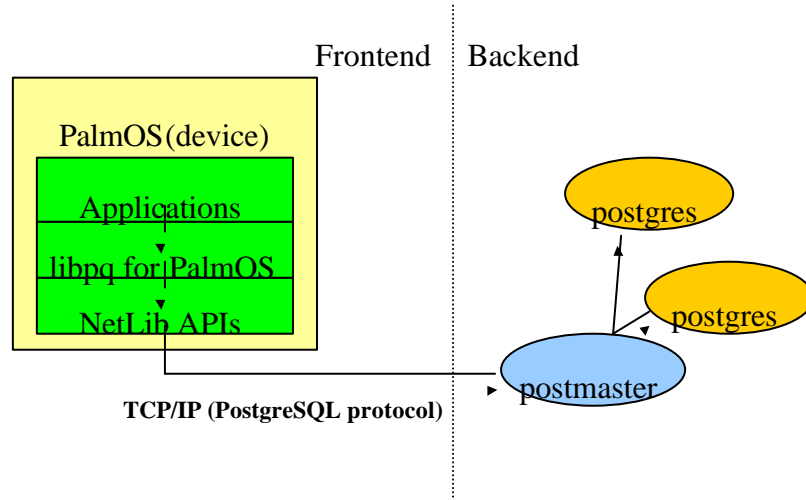 Frontend
Backend
PalmOS(device)
Applications
libpq for PalmOS
NetLib APIs
TCP/IP (PostgreSQL protocol)
postgres
postgres
postmaster